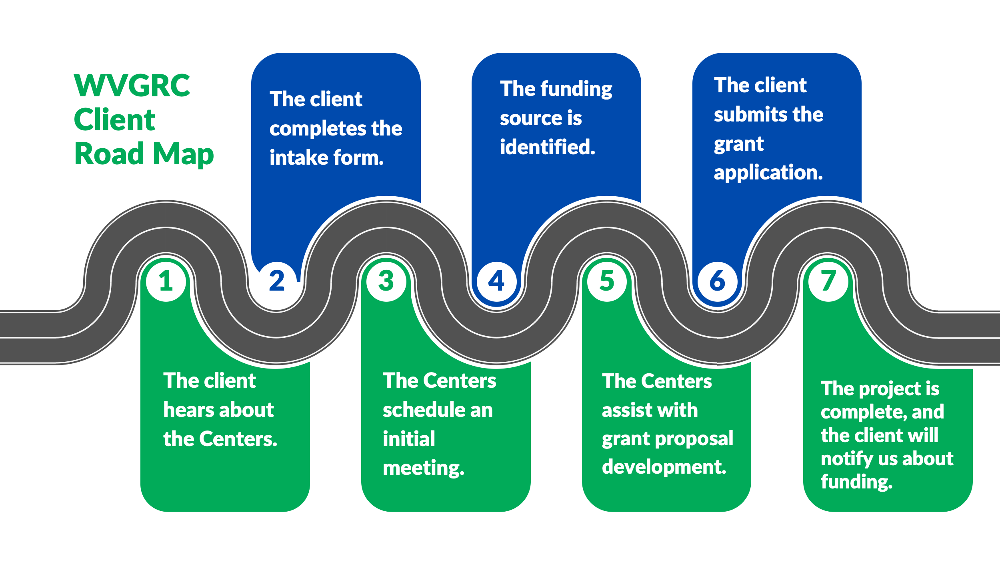 WVGRC
Client
Road Map
1
The client
hears about
the Centers.
2
The client
completes the
intake form.
3
The Centers
schedule an
initial
meeting.
4
The funding
source is
identified.
5
The Centers
assist with
grant proposal
development.
6
The client
submits the
grant
application.
7
The project is
complete, and
the client will
notify us about
funding.